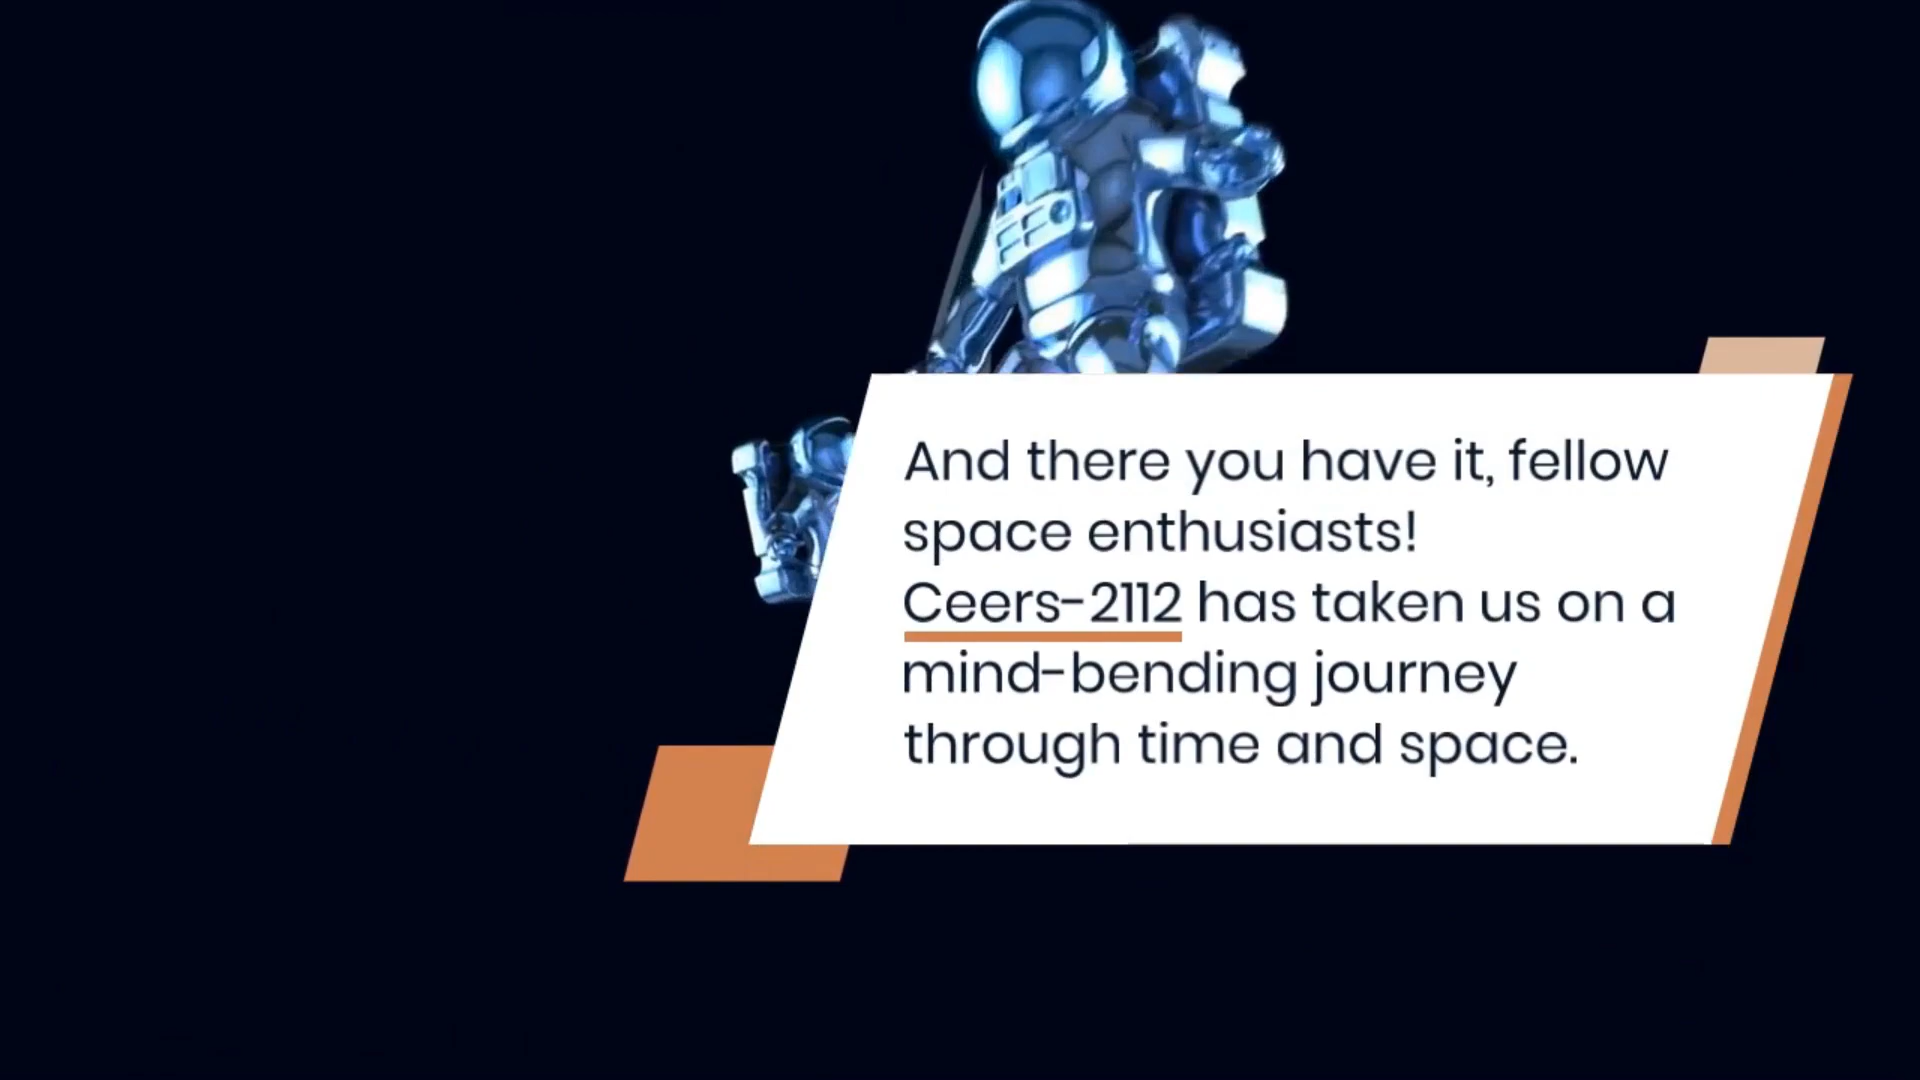 And there you have it, fellow
space enthusiasts!
Ceers-2112 has taken us on a
mind-bending journey
through time and space.